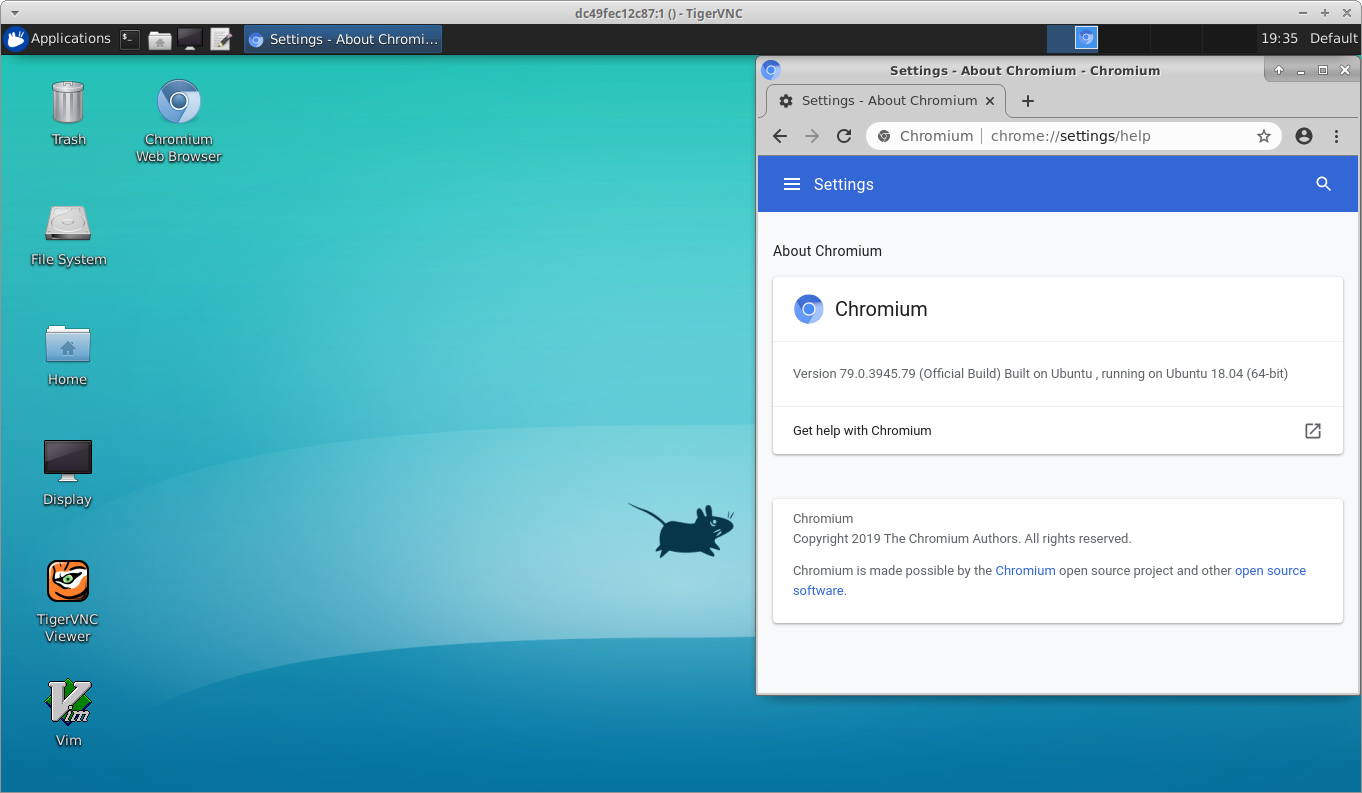 dc49fec12c87:1 () - TigerVNC
Applications
Settings - About Chromi...
19:35
Default
Trash
Chromium
Web Browser
File System
Home
Display
TigerVNC
Viewer
Vim
Settings - About Chromium - Chromium
Settings - About Chromium
Chromium
chrome://settings/help
Settings
About Chromium
Chromium
Version 79.0.3945.79 (Official Build) Built on Ubuntu , running on Ubuntu 18.04 (64-bit)
Get help with Chromium
Chromium
Copyright 2019 The Chromium Authors. All rights reserved.
Chromium is made possible by the Chromium open source project and other open source
software.